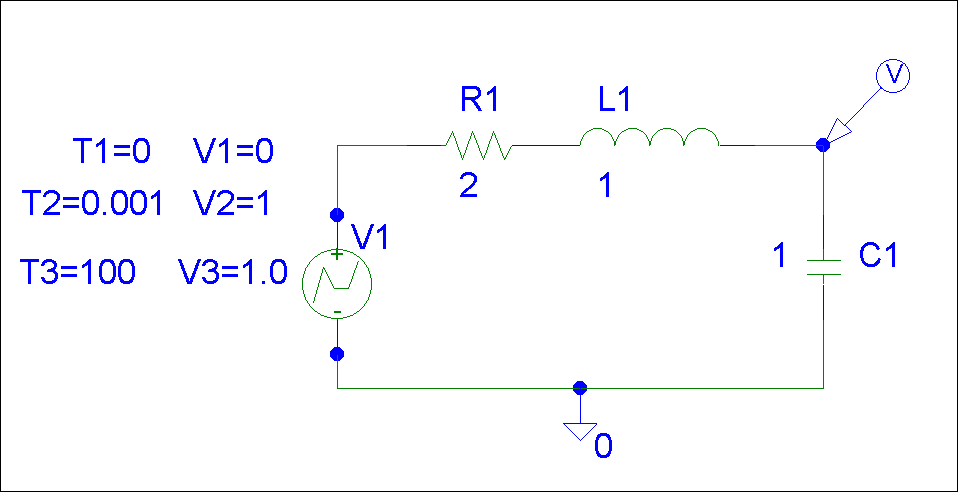 V
R1 L1
T1=0 V1=0
2 1
T2=0.001 V2=1
V1
1 C1
T3=100 V3=1.0
+
-
0